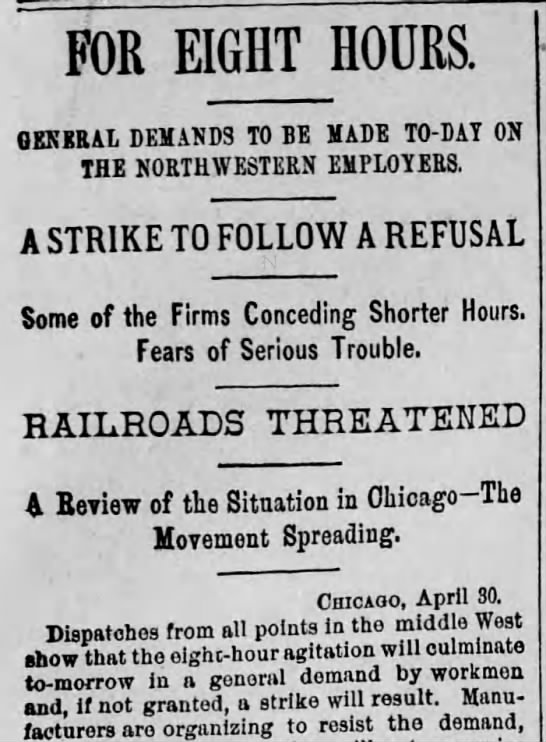 FOR EIGHT HOURS.
GENERAL DEMANDS TO BE MADE TO-DAY ON
THE NORTHWESTERN EMPLOYERS.
A STRIKE TO FOLLOW A REFUSAL
Some of the Firms Conceding Shorter Hours.
Fears of Serious Trouble.
RAILROADS THREATENED
A Review of the Situation in Chicago—The
Movement Spreading.
CHICAGO, April 30.
Dispatches from all points in the middle West
show that the eight-hour agitation will culminate
to-morrow in a general demand by workmen
and, if not granted, a strike will result. Manu-
facturers are organizing to resist the demand,